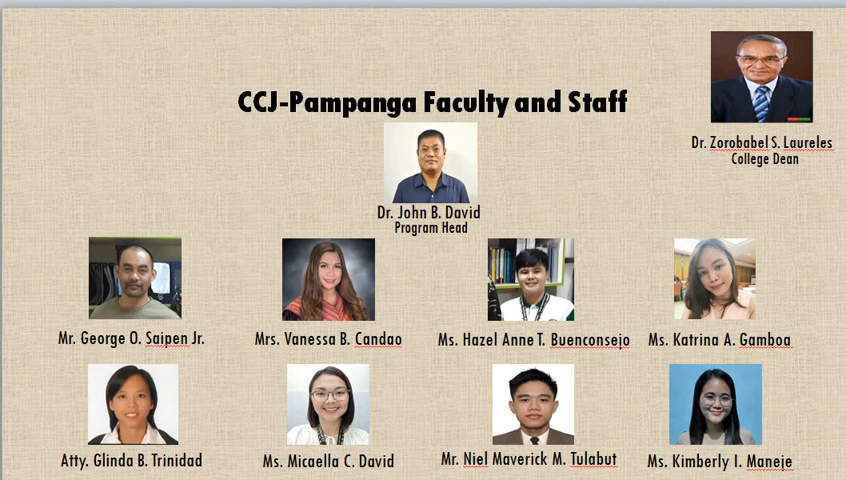 CCJ-Pampanga Faculty and Staff
Dr. Zorobabel S. Laureles
College Dean
Dr. John B. David
Program Head
Mr. George O. Saipen Jr.
Mrs. Vanessa B. Candao
Ms. Hazel Anne T. Buenconsejo
Ms. Katrina A. Gamboa
Atty. Glinda B. Trinidad
Ms. Micaella C. David
Mr. Niel Maverick M. Tulabut
Ms. Kimberly I. Maneje